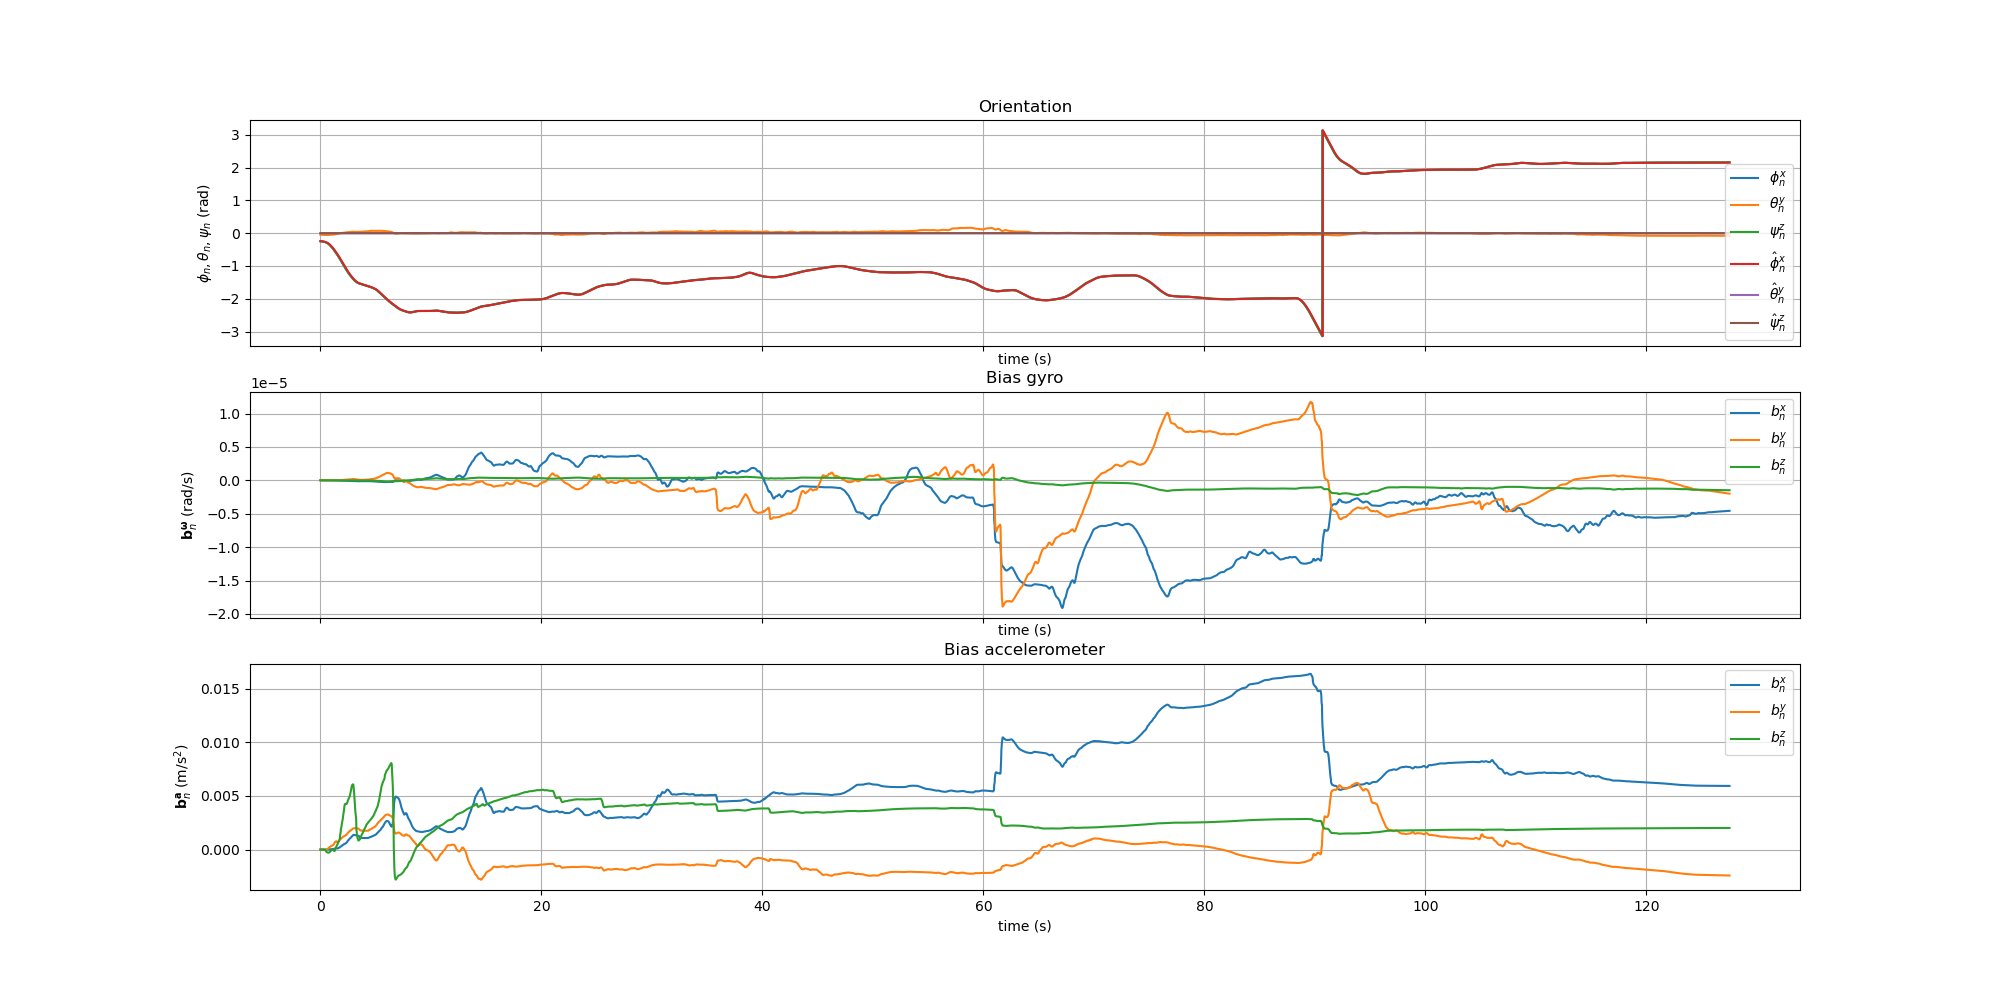 Orientation
3
2
1
0
−1
−2
−3
ϕₙ, θₙ, ψₙ (rad)
ϕₙˣ
θₙʸ
ψₙᶻ
ϕ̂ₙˣ
θ̂ₙʸ
ψ̂ₙᶻ
time (s)
Bias gyro
1e−5
1.0
0.5
0.0
−0.5
−1.0
−1.5
−2.0
𝐛ₙ^𝛚 (rad/s)
bₙˣ
bₙʸ
bₙᶻ
time (s)
Bias accelerometer
0.015
0.010
0.005
0.000
𝐛ₙ^𝐚 (m/s²)
bₙˣ
bₙʸ
bₙᶻ
0 20 40 60 80 100 120
time (s)